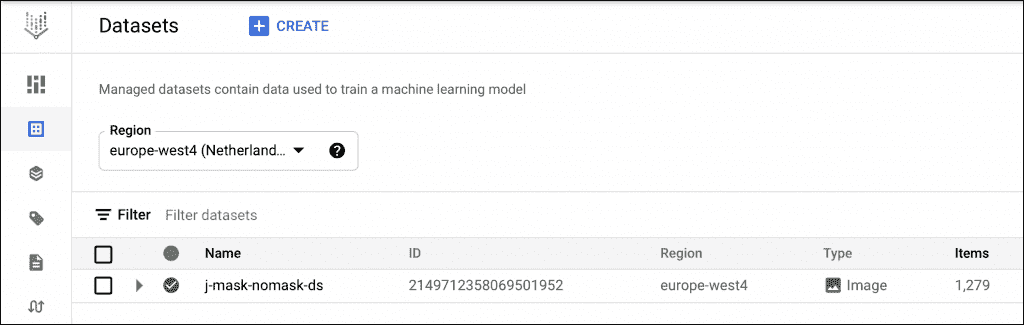 Datasets
CREATE
Managed datasets contain data used to train a machine learning model
Region
europe-west4 (Netherland...
Filter Filter datasets
Name ID Region Type Items
j-mask-nomask-ds 2149712358069501952 europe-west4 Image 1,279